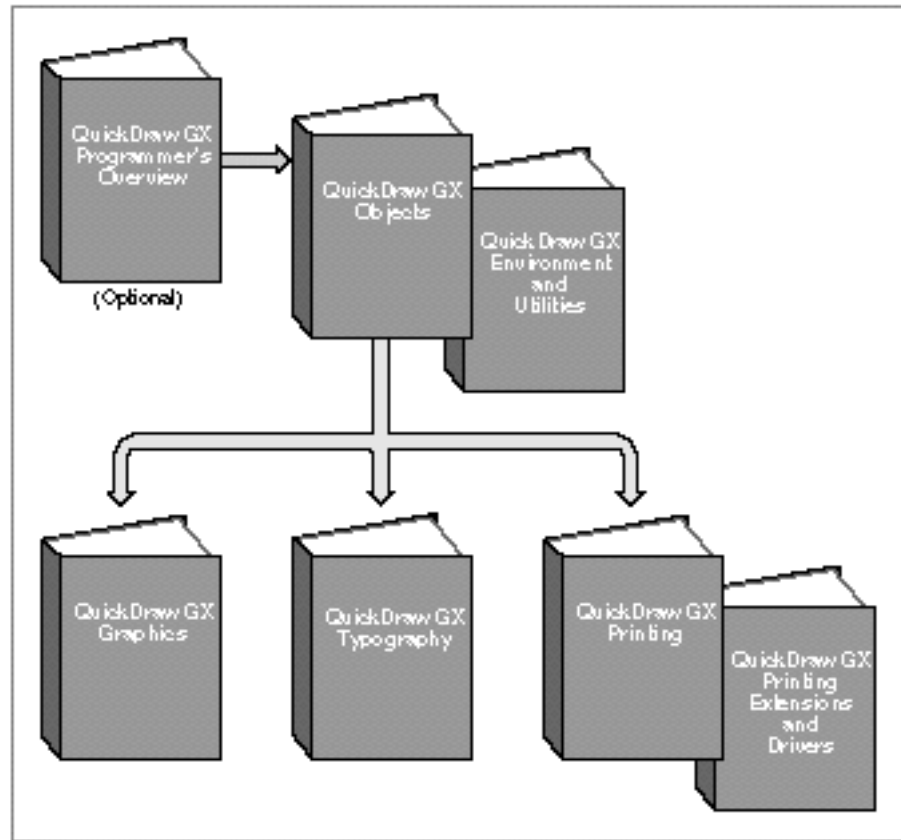 QuickDraw GX
Programmer's
Overview
(Optional)
QuickDraw GX
Objects
QuickDraw GX
Environment
and
Utilities
QuickDraw GX
Graphics
QuickDraw GX
Typography
QuickDraw GX
Printing
QuickDraw GX
Printing
Extensions
and
Drivers